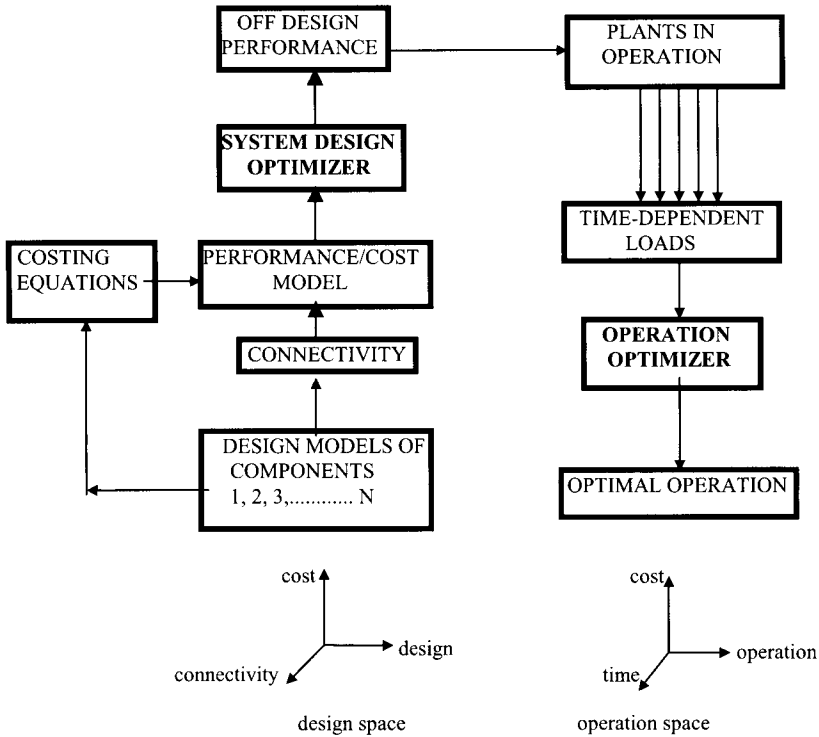 OFF DESIGN
PERFORMANCE
PLANTS IN
OPERATION
SYSTEM DESIGN
OPTIMIZER
TIME-DEPENDENT
LOADS
COSTING
EQUATIONS
PERFORMANCE/COST
MODEL
CONNECTIVITY
OPERATION
OPTIMIZER
DESIGN MODELS OF
COMPONENTS
1, 2, 3,............ N
OPTIMAL OPERATION
cost
design
connectivity
design space
cost
operation
time
operation space